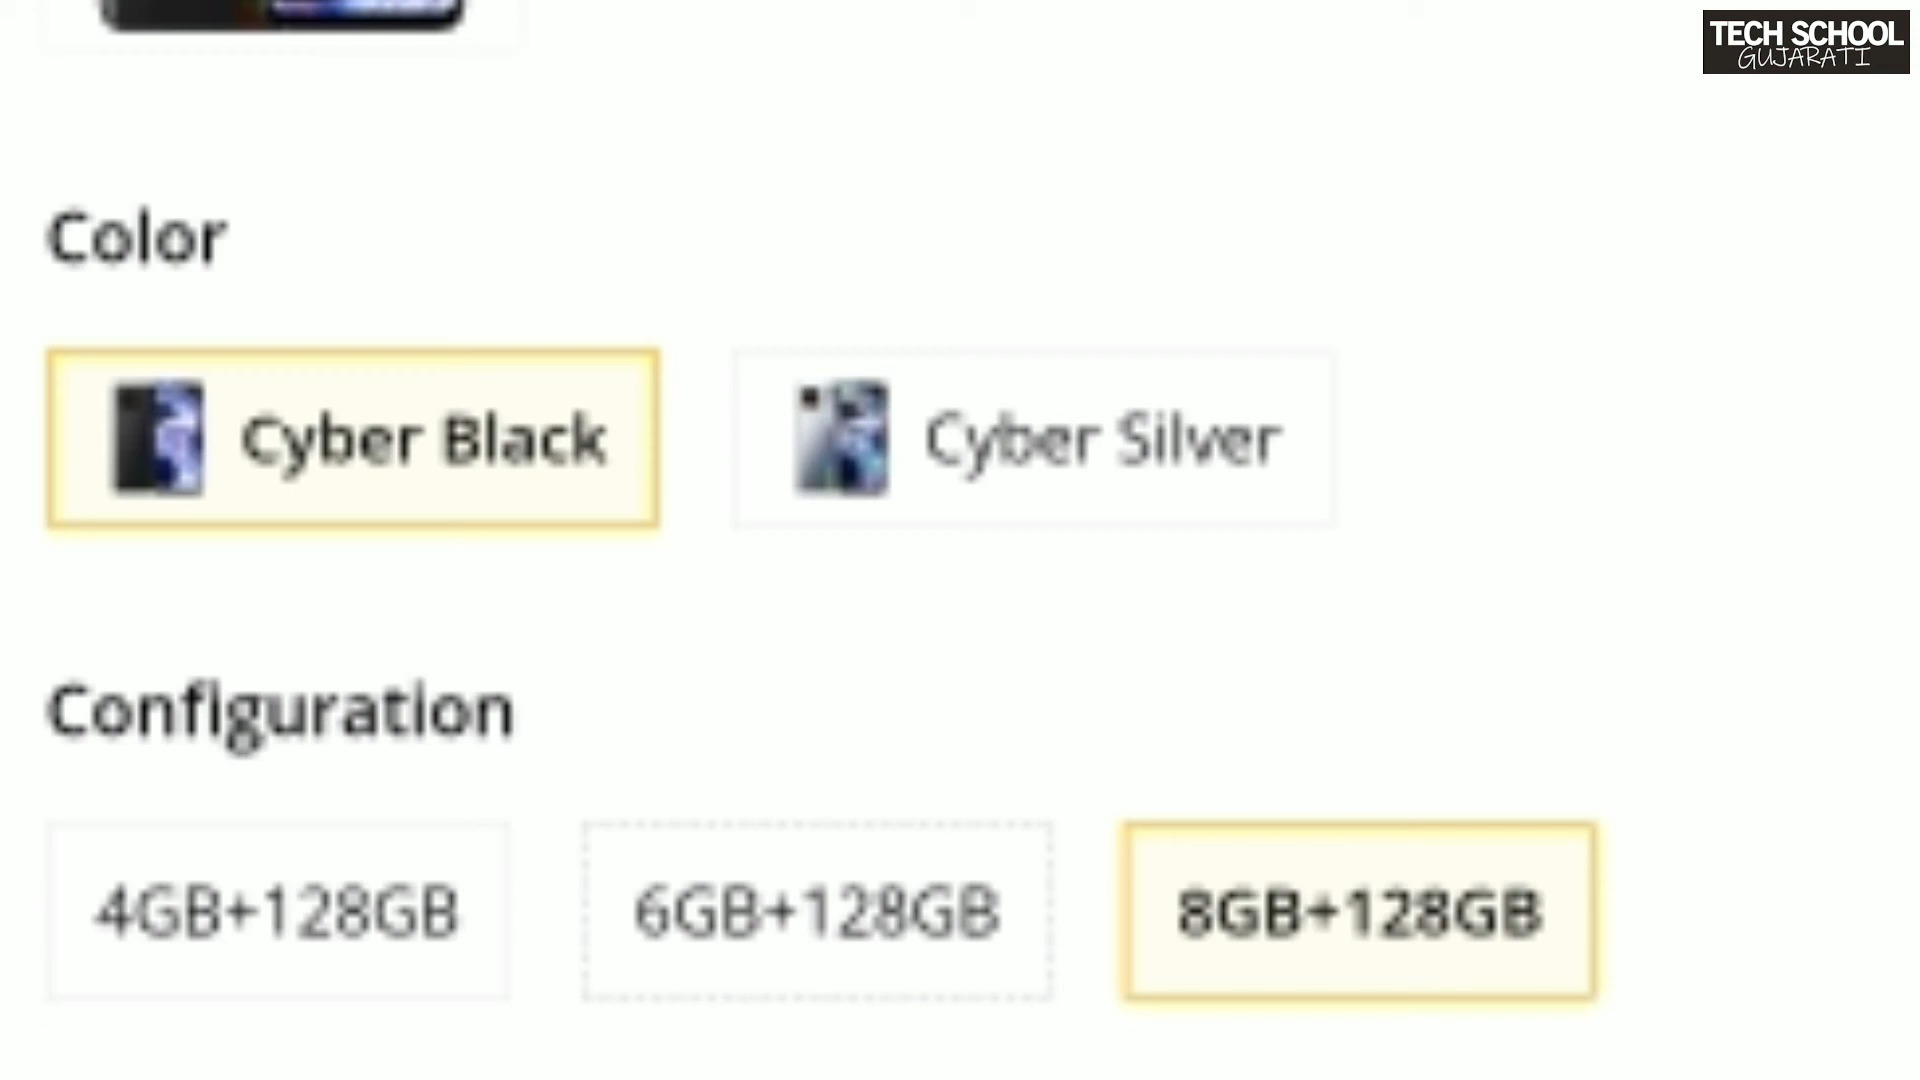 TECH SCHOOL
GUJARATI
Color
Cyber Black
Cyber Silver
Configuration
4GB+128GB
6GB+128GB
8GB+128GB